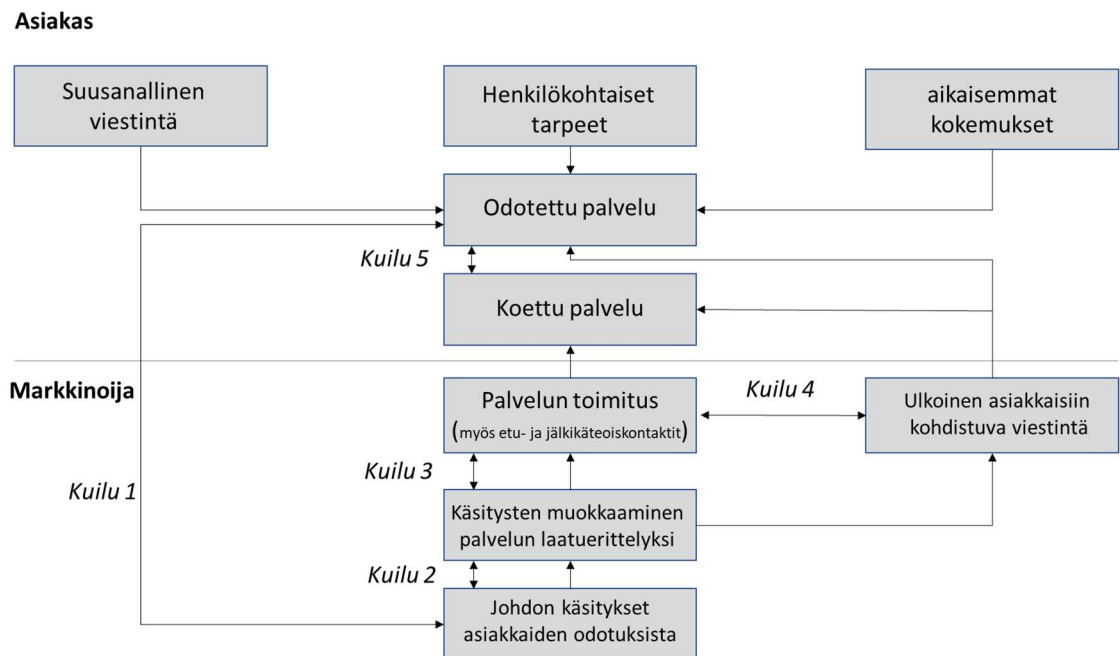 Asiakas
Suusanallinen
viestintä
Henkilökohtaiset
tarpeet
aikaisemmat
kokemukset
Odotettu palvelu
Kuilu 5
Koettu palvelu
Markkinoija
Palvelun toimitus
(myös etu- ja jälkikäteoiskontaktit)
Kuilu 4
Ulkoinen asiakkaisiin
kohdistuva viestintä
Kuilu 3
Kuilu 1
Käsitysten muokkaaminen
palvelun laatuerittelyksi
Kuilu 2
Johdon käsitykset
asiakkaiden odotuksista